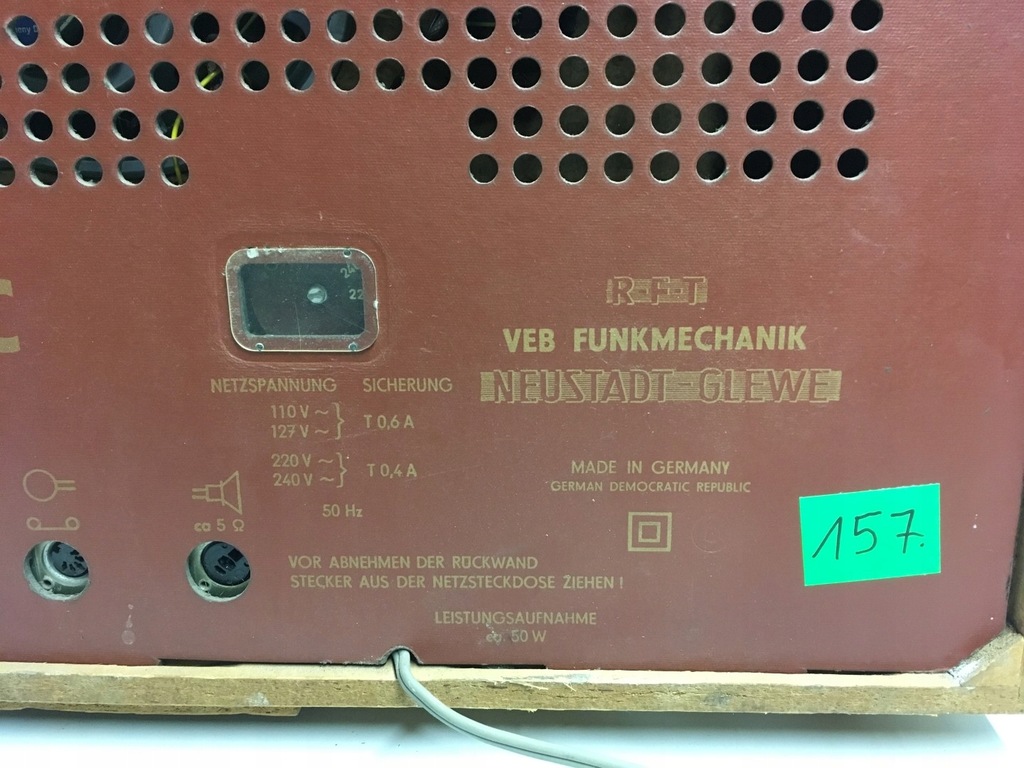 24
22
R-F-T
VEB FUNKMECHANIK
NEUSTADT-GLEWE
NETZSPANNUNG SICHERUNG
110 V ~
127 V ~ } T 0,6 A
220 V ~
240 V ~ } T 0,4 A
50 Hz
MADE IN GERMANY
GERMAN DEMOCRATIC REPUBLIC
ca 5 Ω
157.
VOR ABNEHMEN DER RÜCKWAND
STECKER AUS DER NETZSTECKDOSE ZIEHEN !
LEISTUNGSAUFNAHME
ca. 50 W